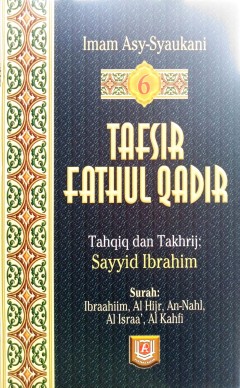 Imam Asy-Syaukani
6
TAFSIR
FATHUL QADIR
Tahqiq dan Takhrij:
Sayyid Ibrahim
Surah:
Ibraahiim, Al Hijr, An-Nahl,
Al Israa', Al Kahfi